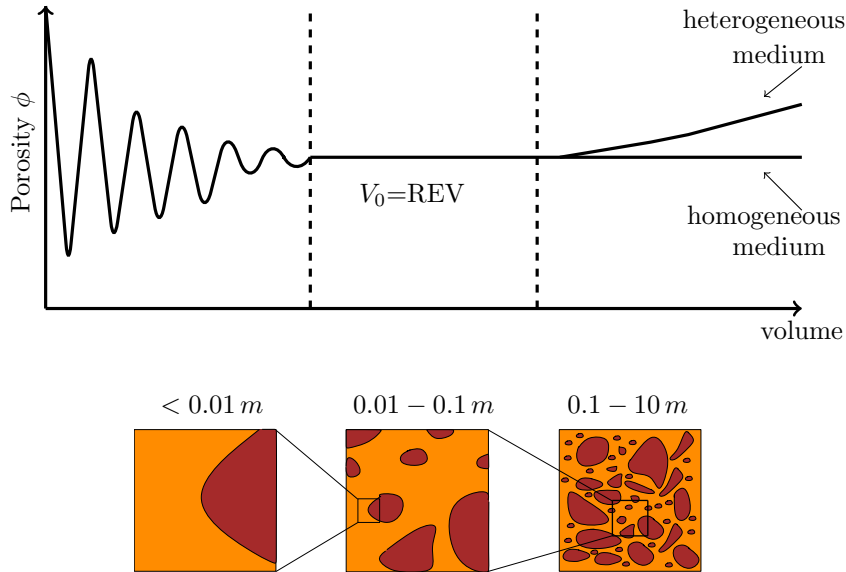 heterogeneous
medium
Porosity ϕ
V₀=REV
homogeneous
medium
volume
< 0.01 m
0.01 − 0.1 m
0.1 − 10 m